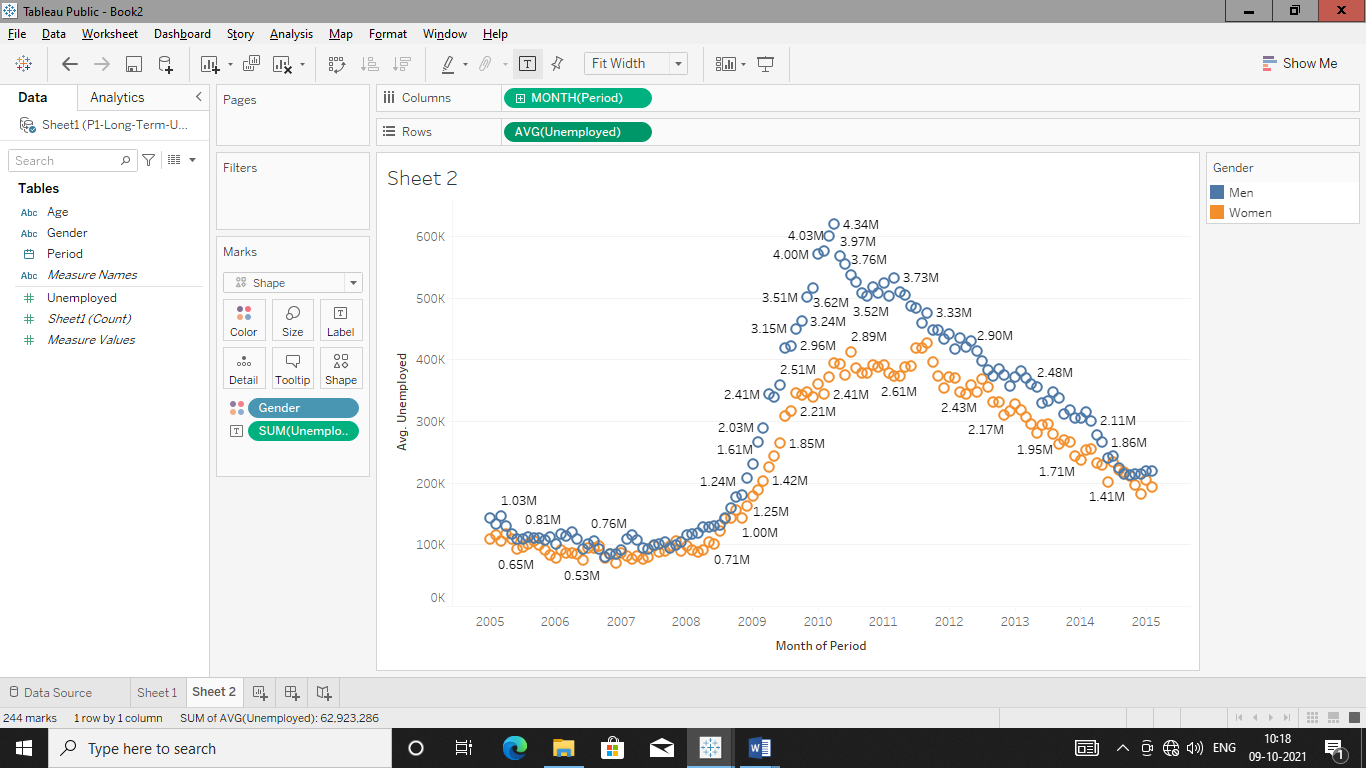 Tableau Public - Book2
File Data Worksheet Dashboard Story Analysis Map Format Window Help
Fit Width
Show Me
Data Analytics
Sheet1 (P1-Long-Term-U...
Search
Tables
Abc Age
Abc Gender
Period
Abc Measure Names
# Unemployed
# Sheet1 (Count)
# Measure Values
Pages
Filters
Marks
Shape
Color Size Label
Detail Tooltip Shape
Gender
SUM(Unemplo..
Columns MONTH(Period)
Rows AVG(Unemployed)
Sheet 2
Avg. Unemployed
600K
500K
400K
300K
200K
100K
0K
4.34M
4.03M
3.97M
4.00M
3.76M
3.73M
3.51M
3.62M
3.52M
3.33M
3.15M
3.24M
2.96M
2.89M
2.90M
2.51M
2.48M
2.41M
2.41M
2.61M
2.21M
2.43M
2.03M
2.17M
2.11M
1.61M
1.85M
1.95M
1.86M
1.24M
1.42M
1.71M
1.03M
1.41M
0.81M
0.76M
1.25M
1.00M
0.65M
0.53M
0.71M
2005 2006 2007 2008 2009 2010 2011 2012 2013 2014 2015
Month of Period
Gender
Men
Women
Data Source Sheet 1 Sheet 2
244 marks 1 row by 1 column SUM of AVG(Unemployed): 62,923,286
Type here to search
ENG
10:18
09-10-2021
1